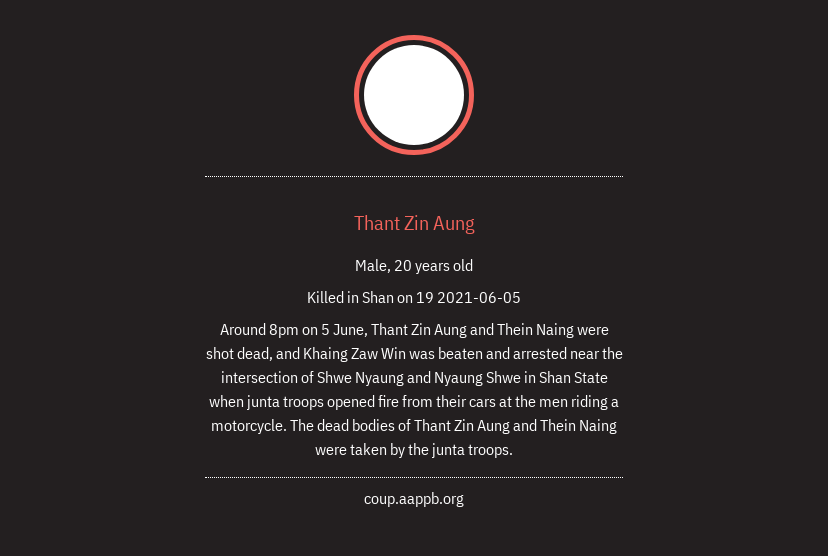 Thant Zin Aung
Male, 20 years old
Killed in Shan on 19 2021-06-05
Around 8pm on 5 June, Thant Zin Aung and Thein Naing were
shot dead, and Khaing Zaw Win was beaten and arrested near the
intersection of Shwe Nyaung and Nyaung Shwe in Shan State
when junta troops opened fire from their cars at the men riding a
motorcycle. The dead bodies of Thant Zin Aung and Thein Naing
were taken by the junta troops.
coup.aappb.org